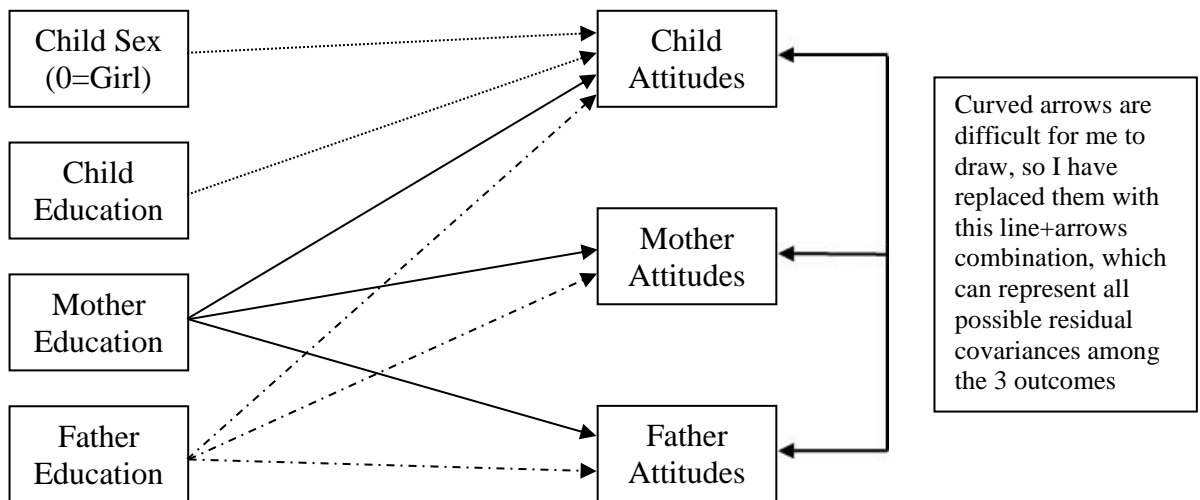 Child Sex
(0=Girl)
Child
Education
Mother
Education
Father
Education
Child
Attitudes
Mother
Attitudes
Father
Attitudes
Curved arrows are
difficult for me to
draw, so I have
replaced them with
this line+arrows
combination, which
can represent all
possible residual
covariances among
the 3 outcomes